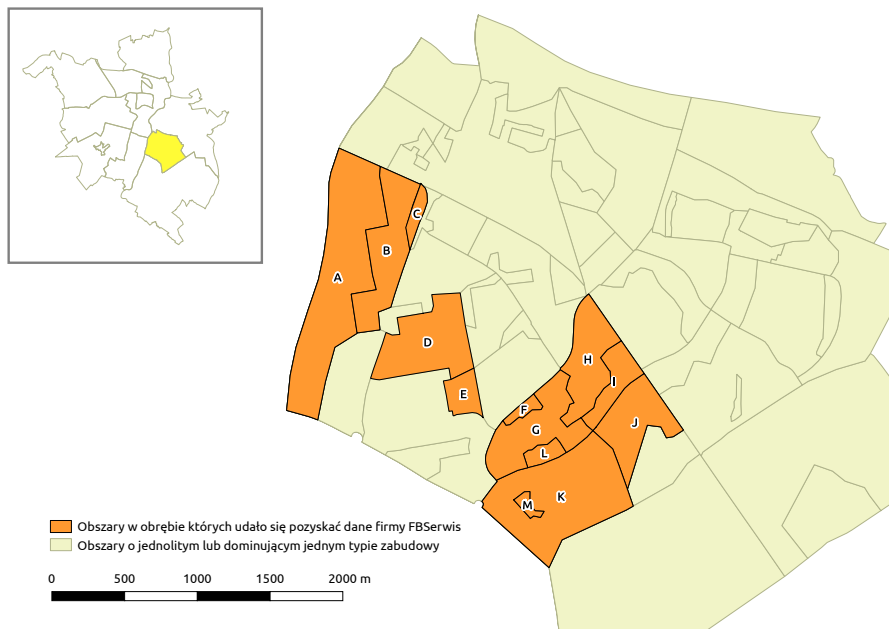 C
B
A
D
H
I
E
F
J
G
L
K
M
Obszary w obrębie których udało się pozyskać dane firmy FBSerwis
Obszary o jednolitym lub dominującym jednym typie zabudowy
0 500 1000 1500 2000 m